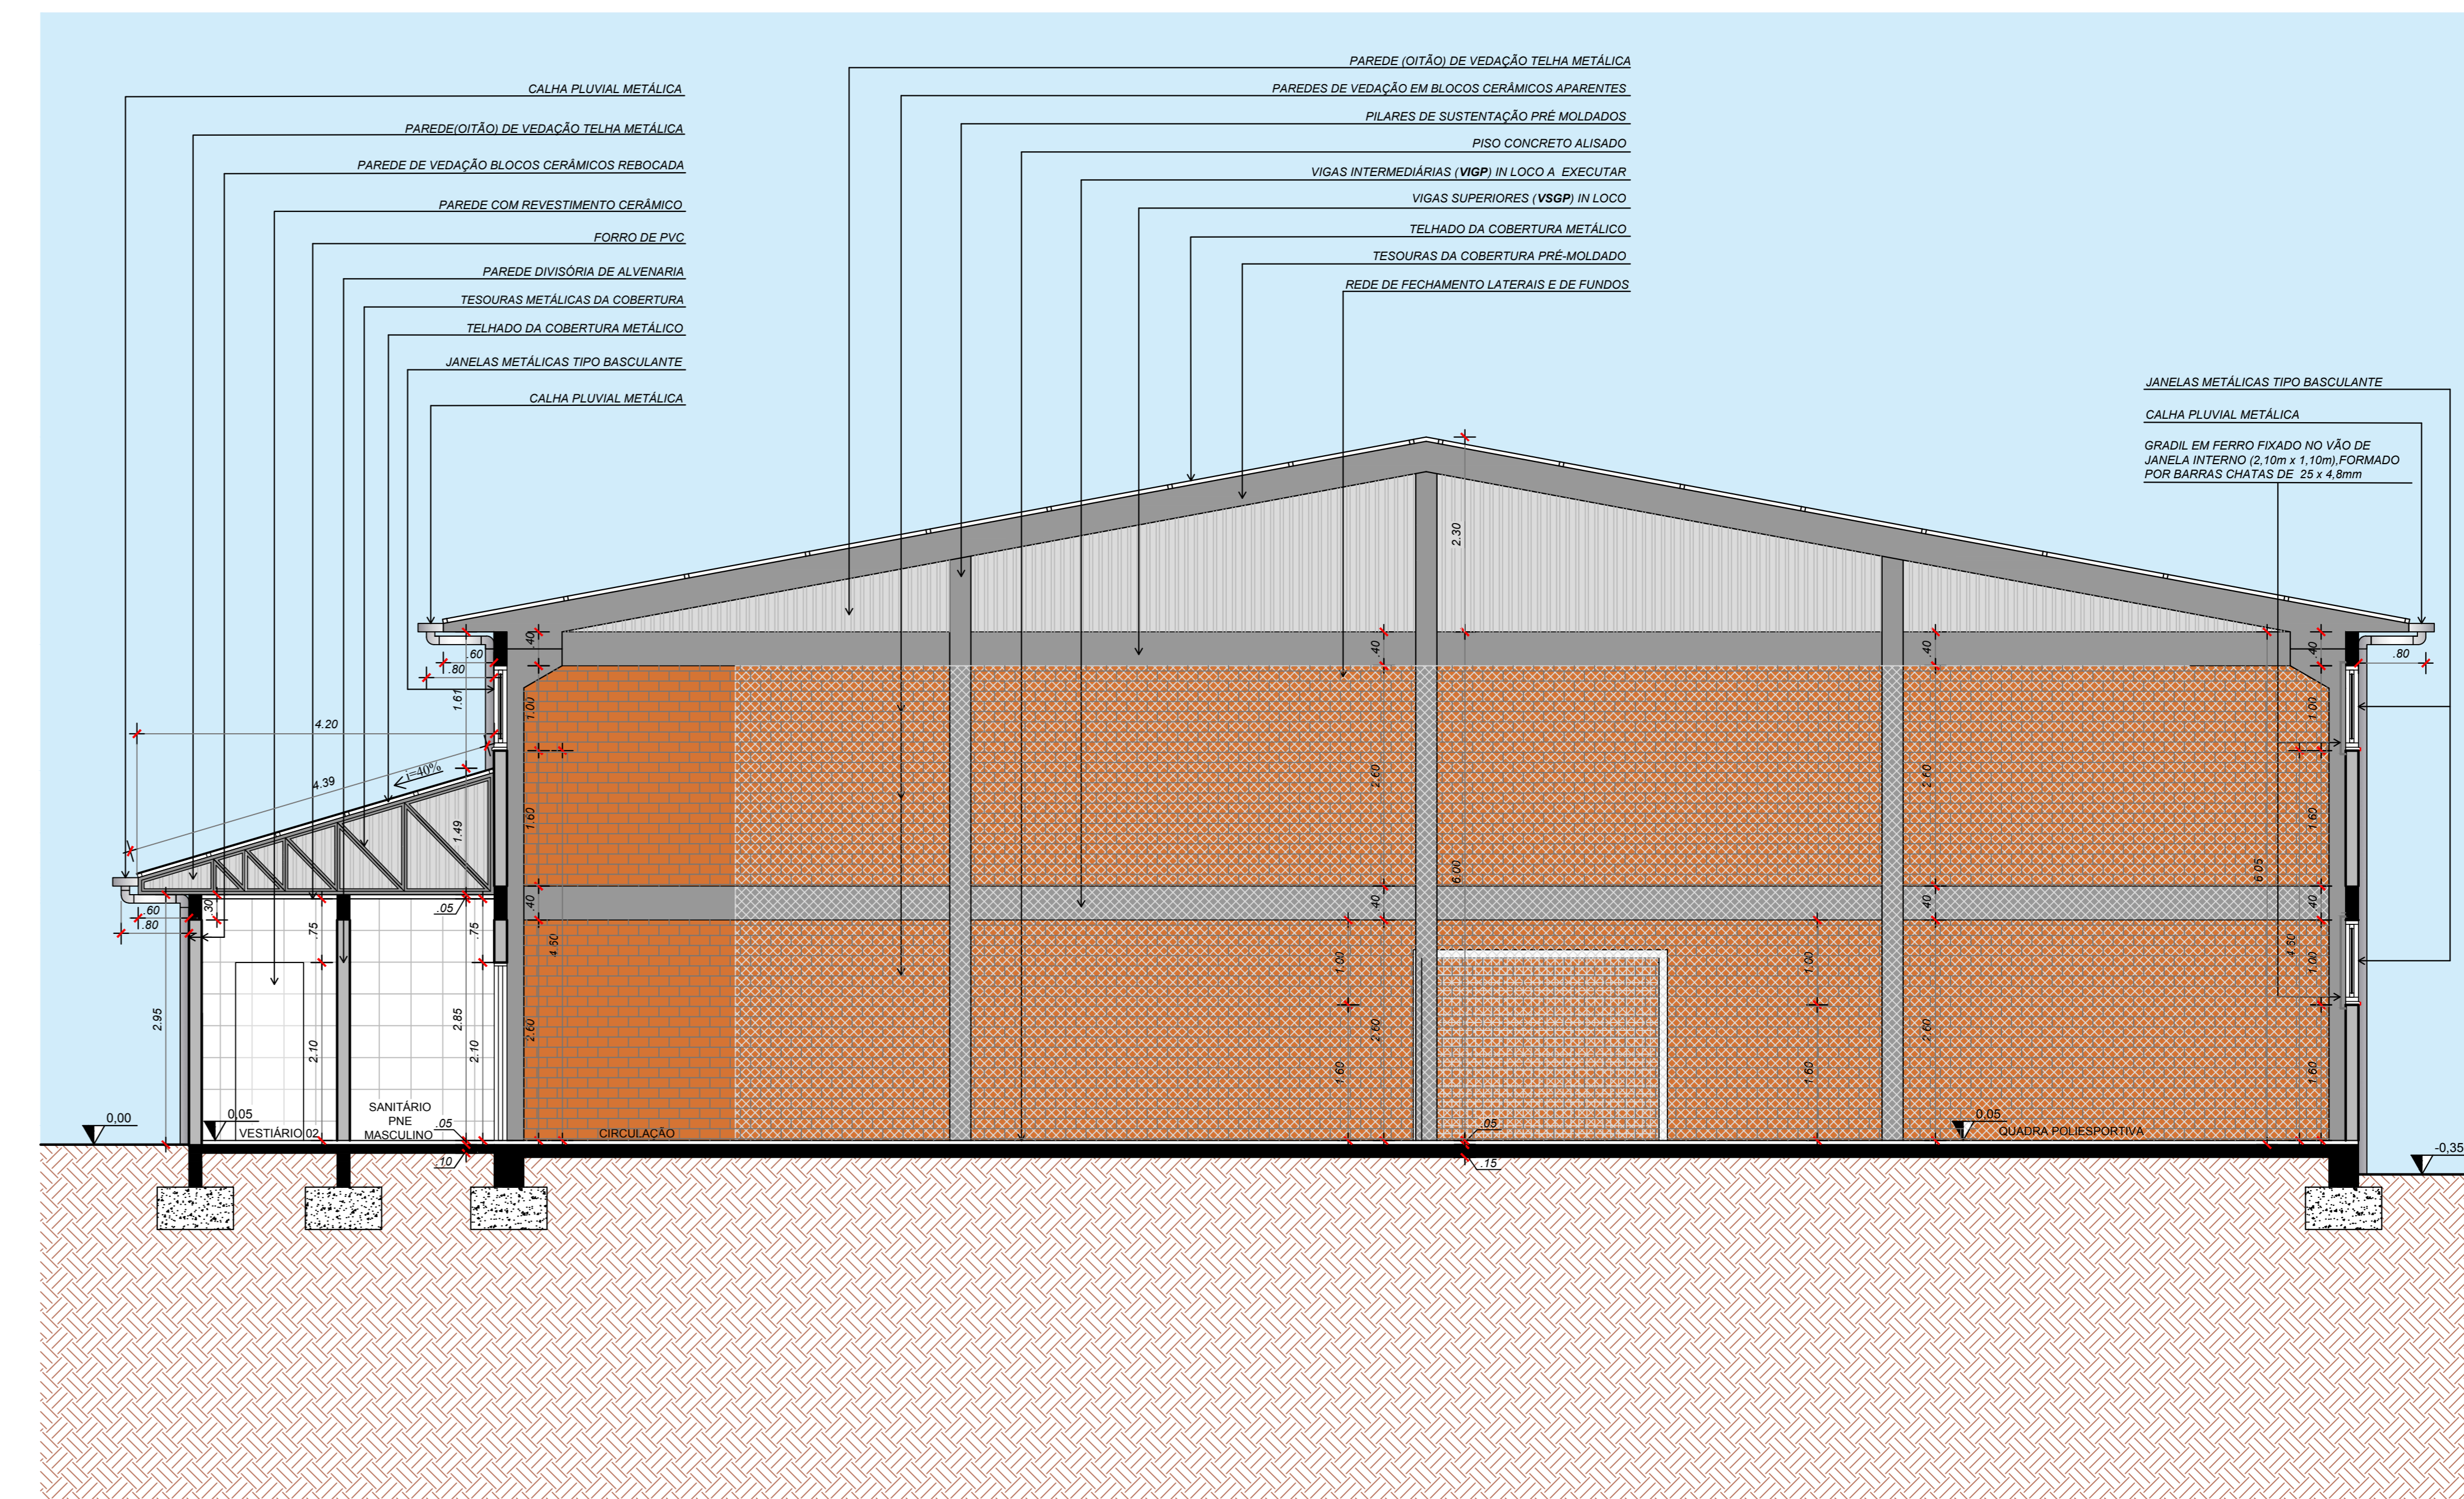 CALHA PLUVIAL METÁLICA
PAREDE(OITÃO) DE VEDAÇÃO TELHA METÁLICA
PAREDE DE VEDAÇÃO BLOCOS CERÂMICOS REBOCADA
PAREDE COM REVESTIMENTO CERÂMICO
FORRO DE PVC
PAREDE DIVISÓRIA DE ALVENARIA
TESOURAS METÁLICAS DA COBERTURA
TELHADO DA COBERTURA METÁLICO
JANELAS METÁLICAS TIPO BASCULANTE
CALHA PLUVIAL METÁLICA
PAREDE (OITÃO) DE VEDAÇÃO TELHA METÁLICA
PAREDES DE VEDAÇÃO EM BLOCOS CERÂMICOS APARENTES
PILARES DE SUSTENTAÇÃO PRÉ MOLDADOS
PISO CONCRETO ALISADO
VIGAS INTERMEDIÁRIAS (VIGP) IN LOCO A EXECUTAR
VIGAS SUPERIORES (VSGP) IN LOCO
TELHADO DA COBERTURA METÁLICO
TESOURAS DA COBERTURA PRÉ-MOLDADO
REDE DE FECHAMENTO LATERAIS E DE FUNDOS
JANELAS METÁLICAS TIPO BASCULANTE
CALHA PLUVIAL METÁLICA
GRADIL EM FERRO FIXADO NO VÃO DE
JANELA INTERNO (2,10m x 1,10m),FORMADO
POR BARRAS CHATAS DE 25 x 4,8mm
2.30
.40
.60
.80
1.61
1.00
4.20
4.39
i=40%
1.49
1.60
.40
.05
.30
.60
.80
.75
.75
4.60
2.95
2.10
2.85
2.10
2.60
.40
2.60
.40
1.00
1.60
2.60
6.00
1.00
1.60
.40
2.60
.40
2.60
6.05
.40
.80
1.00
1.60
.40
4.60
1.00
1.60
0,00
0,05
VESTIÁRIO 02
SANITÁRIO
PNE
MASCULINO
.05
.10
CIRCULAÇÃO
.05
.15
0,05
QUADRA POLIESPORTIVA
-0,35